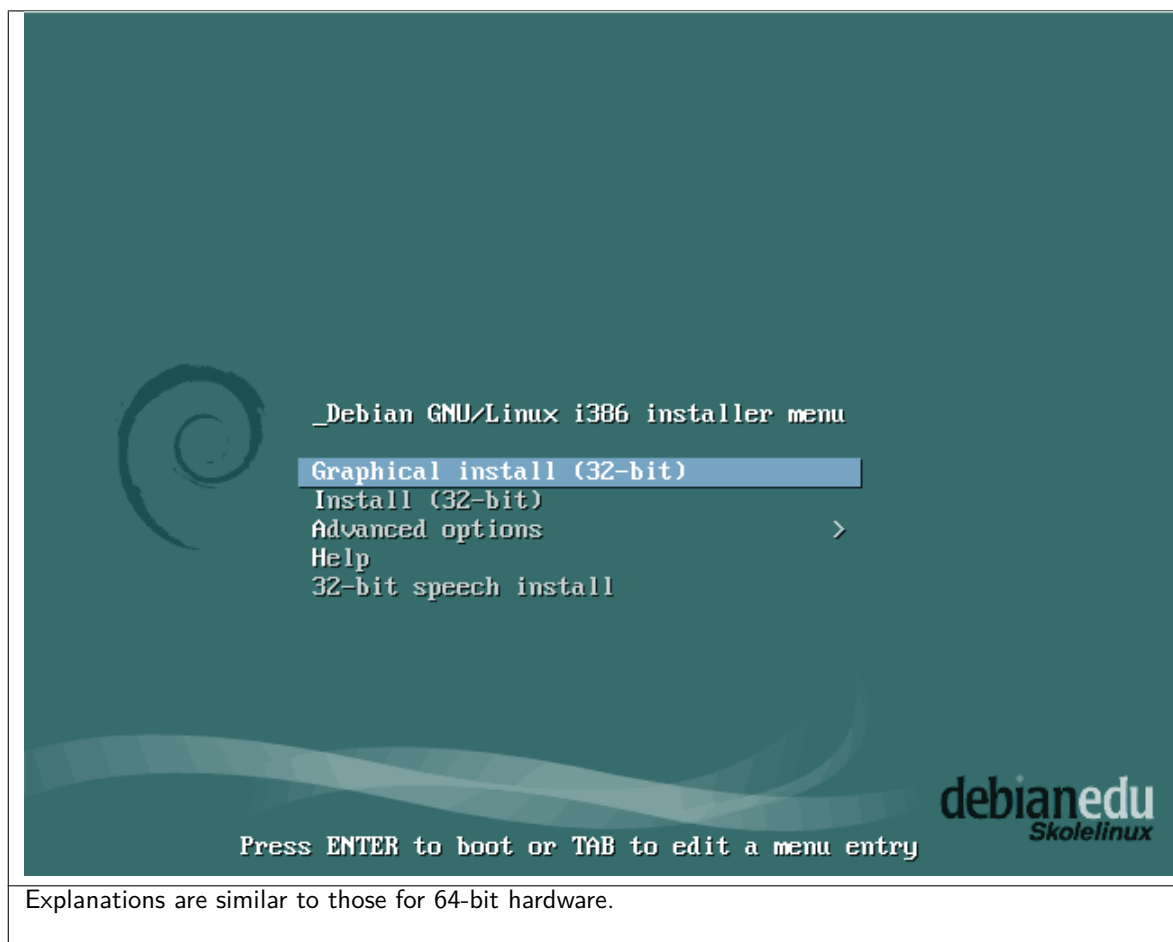 _Debian GNU/Linux i386 installer menu
Graphical install (32-bit)
Install (32-bit)
Advanced options >
Help
32-bit speech install
debianedu
Skolelinux
Press ENTER to boot or TAB to edit a menu entry
Explanations are similar to those for 64-bit hardware.